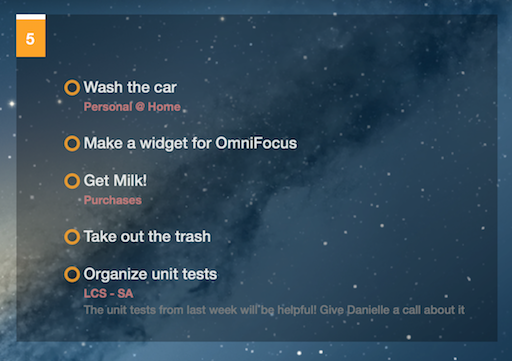 5
Wash the car
Personal @ Home
Make a widget for OmniFocus
Get Milk!
Purchases
Take out the trash
Organize unit tests
LCS - SA
The unit tests from last week will be helpful! Give Danielle a call about it